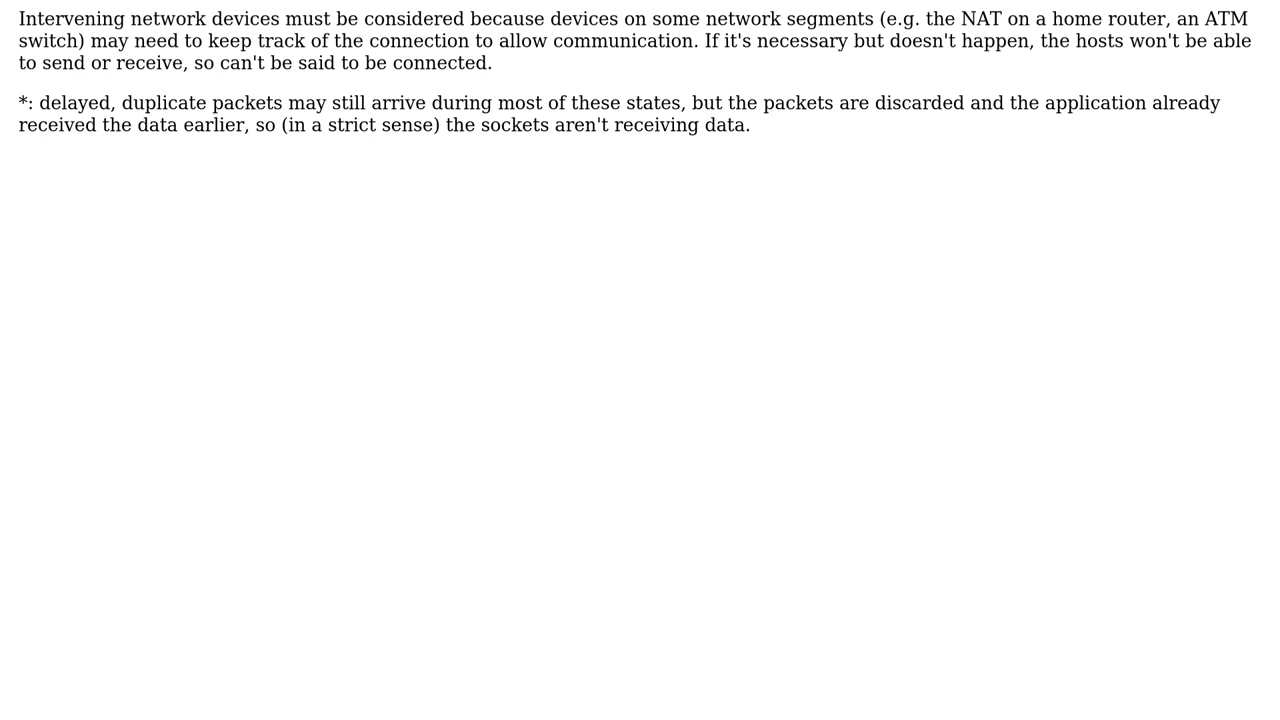 Intervening network devices must be considered because devices on some network segments (e.g. the NAT on a home router, an ATM
switch) may need to keep track of the connection to allow communication. If it's necessary but doesn't happen, the hosts won't be able
to send or receive, so can't be said to be connected.
*: delayed, duplicate packets may still arrive during most of these states, but the packets are discarded and the application already
received the data earlier, so (in a strict sense) the sockets aren't receiving data.